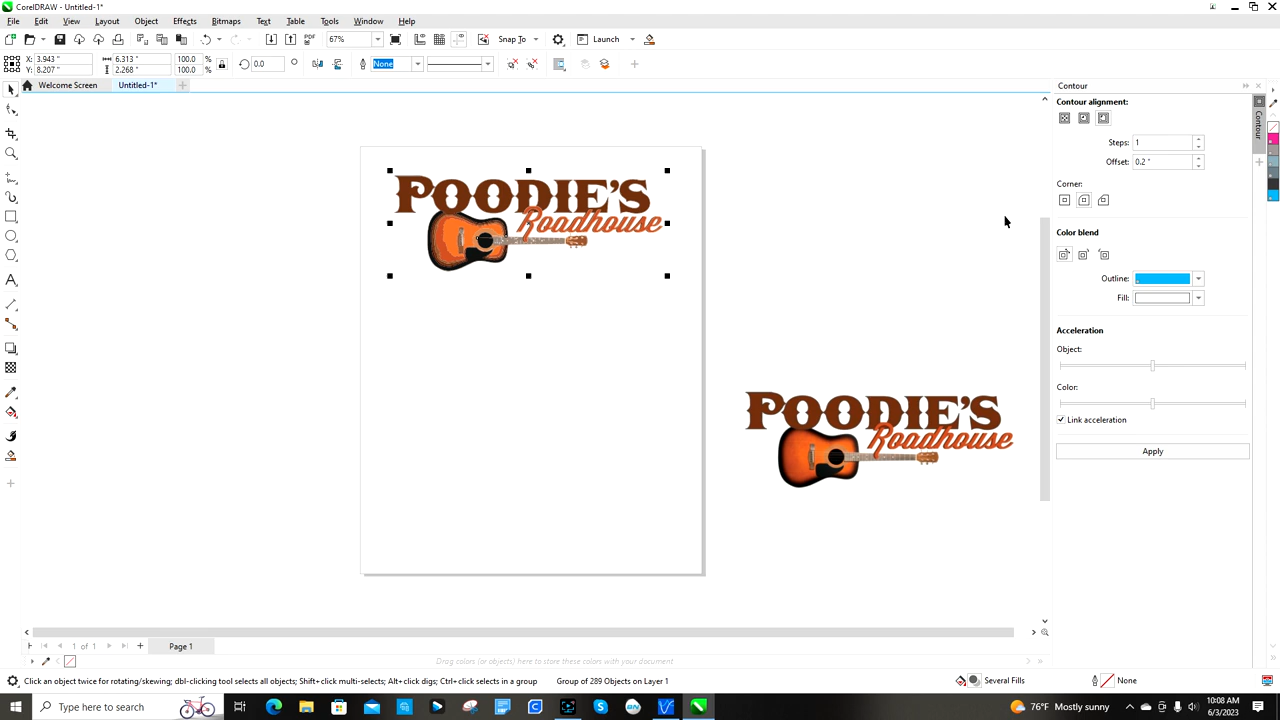 CorelDRAW - Untitled-1*
File Edit View Layout Object Effects Bitmaps Text Table Tools Window Help
PDF 67% Snap To Launch
X: 3.943 " 6.313 " 100.0 %
Y: 8.207 " 2.268 " 100.0 % 0.0 None
Welcome Screen Untitled-1*
Contour
Contour alignment:
Steps: 1
Offset: 0.2 "
Corner:
Color blend
Outline:
Fill:
Acceleration
Object:
Color:
Link acceleration
Apply
Contour
POODIE'S
Roadhouse
POODIE'S
Roadhouse
1 of 1 Page 1
Drag colors (or objects) here to store these colors with your document
Click an object twice for rotating/skewing; dbl-clicking tool selects all objects; Shift+click multi-selects; Alt+click digs; Ctrl+click selects in a group Group of 289 Objects on Layer 1 Several Fills None
Type here to search 76°F Mostly sunny 10:08 AM
6/3/2023